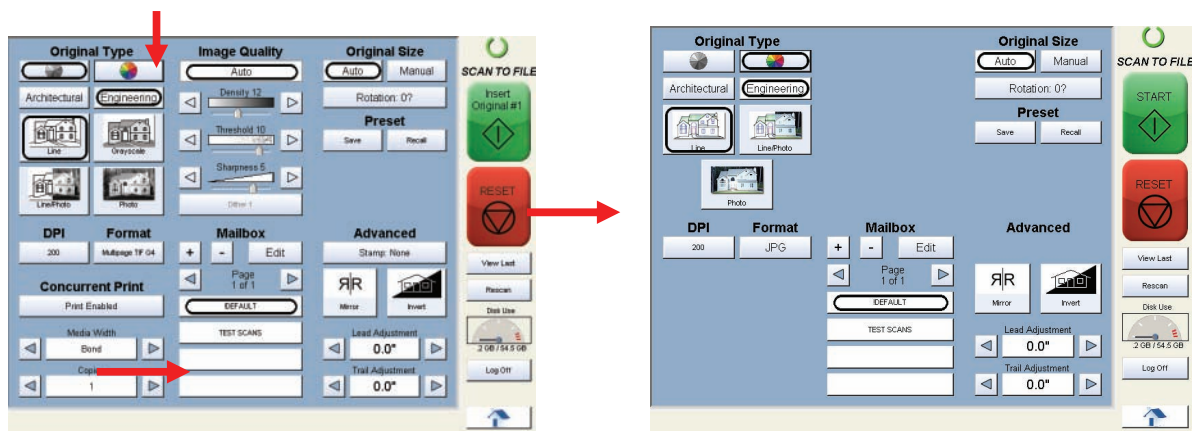 Original Type
Image Quality
Original Size
Auto
Auto
Manual
SCAN TO FILE
Architectural
Engineering
Density 12
Rotation: 0?
Insert
Original #1
Threshold 10
Preset
Line
Grayscale
Save
Recall
Sharpness 5
Line/Photo
Photo
Dither 1
RESET
DPI
Format
Mailbox
Advanced
200
Multipage TIF G4
+
-
Edit
Stamp: None
View Last
Page
1 of 1
Concurrent Print
R|R
Rescan
Print Enabled
DEFAULT
Mirror
Invert
Disk Use
Media Width
TEST SCANS
Lead Adjustment
Bond
0.0"
.2 GB / 54.5 GB
Copie
Trail Adjustment
1
0.0"
Log Off
Original Type
Original Size
Auto
Manual
SCAN TO FILE
Architectural
Engineering
Rotation: 0?
START
Preset
Line
Line/Photo
Save
Recall
Photo
RESET
DPI
Format
Mailbox
Advanced
200
JPG
+
-
Edit
View Last
Page
1 of 1
R|R
Rescan
DEFAULT
Mirror
Invert
Disk Use
TEST SCANS
Lead Adjustment
0.0"
.2 GB / 54.5 GB
Trail Adjustment
0.0"
Log Off